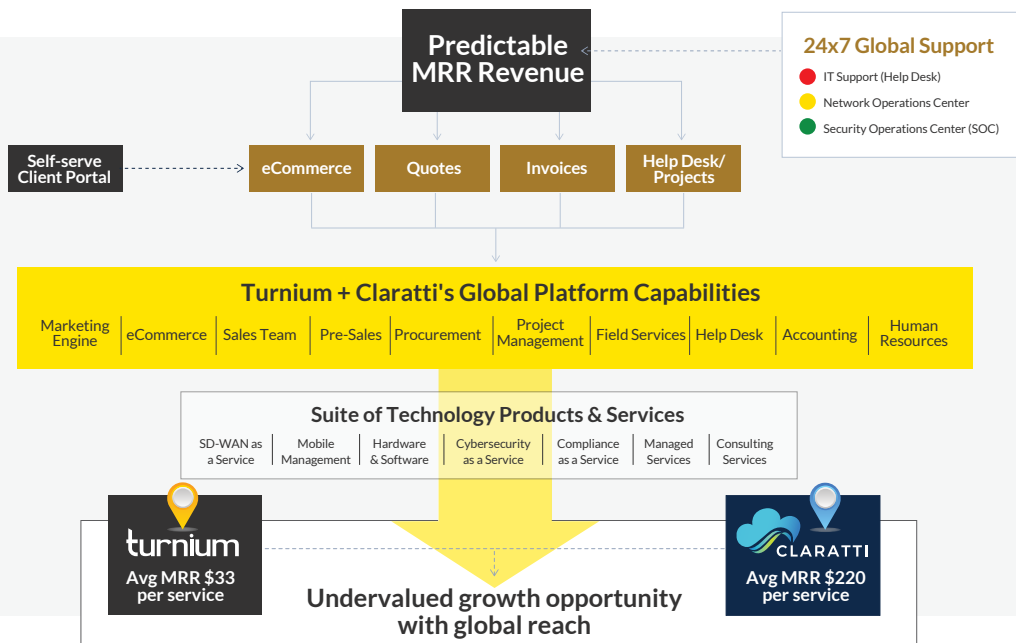 Predictable
MRR Revenue
24x7 Global Support
IT Support (Help Desk)
Network Operations Center
Security Operations Center (SOC)
Self-serve
Client Portal
eCommerce
Quotes
Invoices
Help Desk/
Projects
Turnium + Claratti's Global Platform Capabilities
Marketing
Engine
eCommerce
Sales Team
Pre-Sales
Procurement
Project
Management
Field Services
Help Desk
Accounting
Human
Resources
Suite of Technology Products & Services
SD-WAN as
a Service
Mobile
Management
Hardware
& Software
Cybersecurity
as a Service
Compliance
as a Service
Managed
Services
Consulting
Services
turnium
Avg MRR $33
per service
CLARATTI
Avg MRR $220
per service
Undervalued growth opportunity
with global reach